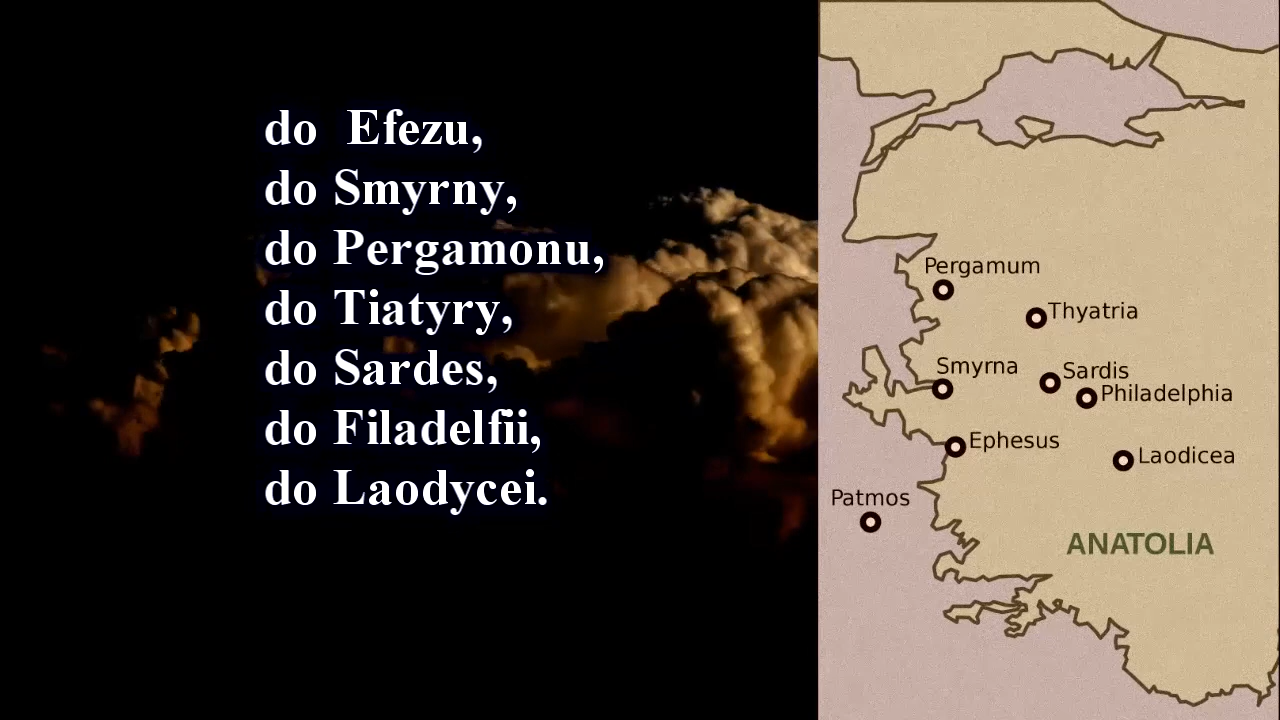 do Efezu,
do Smyrny,
do Pergamonu,
do Tiatyry,
do Sardes,
do Filadelfii,
do Laodycei.
Pergamum
Thyatria
Smyrna
Sardis
Philadelphia
Ephesus
Laodicea
Patmos
ANATOLIA